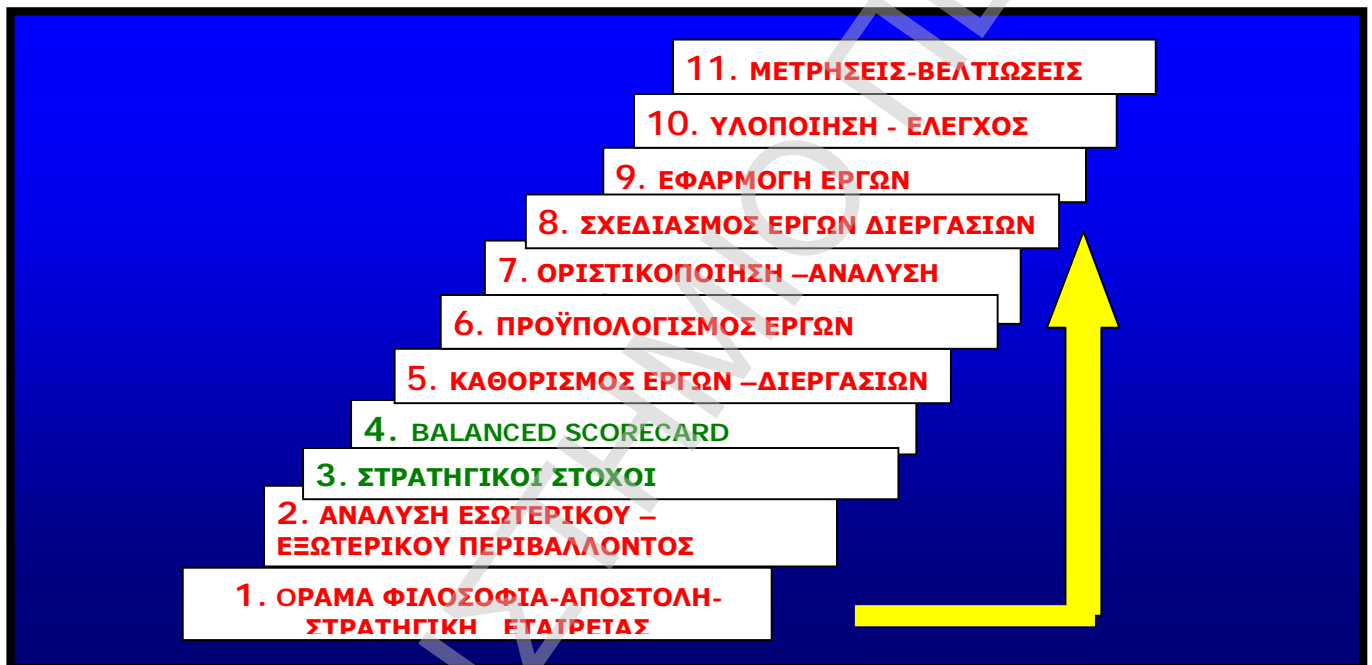 11. ΜΕΤΡΗΣΕΙΣ-ΒΕΛΤΙΩΣΕΙΣ
10. ΥΛΟΠΟΙΗΣΗ - ΕΛΕΓΧΟΣ
9. ΕΦΑΡΜΟΓΗ ΕΡΓΩΝ
8. ΣΧΕΔΙΑΣΜΟΣ ΕΡΓΩΝ ΔΙΕΡΓΑΣΙΩΝ
7. ΟΡΙΣΤΙΚΟΠΟΙΗΣΗ –ΑΝΑΛΥΣΗ
6. ΠΡΟΫΠΟΛΟΓΙΣΜΟΣ ΕΡΓΩΝ
5. ΚΑΘΟΡΙΣΜΟΣ ΕΡΓΩΝ –ΔΙΕΡΓΑΣΙΩΝ
4. BALANCED SCORECARD
3. ΣΤΡΑΤΗΓΙΚΟΙ ΣΤΟΧΟΙ
2. ΑΝΑΛΥΣΗ ΕΣΩΤΕΡΙΚΟΥ –
ΕΞΩΤΕΡΙΚΟΥ ΠΕΡΙΒΑΛΛΟΝΤΟΣ
1. ΟΡΑΜΑ ΦΙΛΟΣΟΦΙΑ-ΑΠΟΣΤΟΛΗ-
ΣΤΡΑΤΗΓΙΚΗ ΕΤΑΙΡΕΙΑΣ